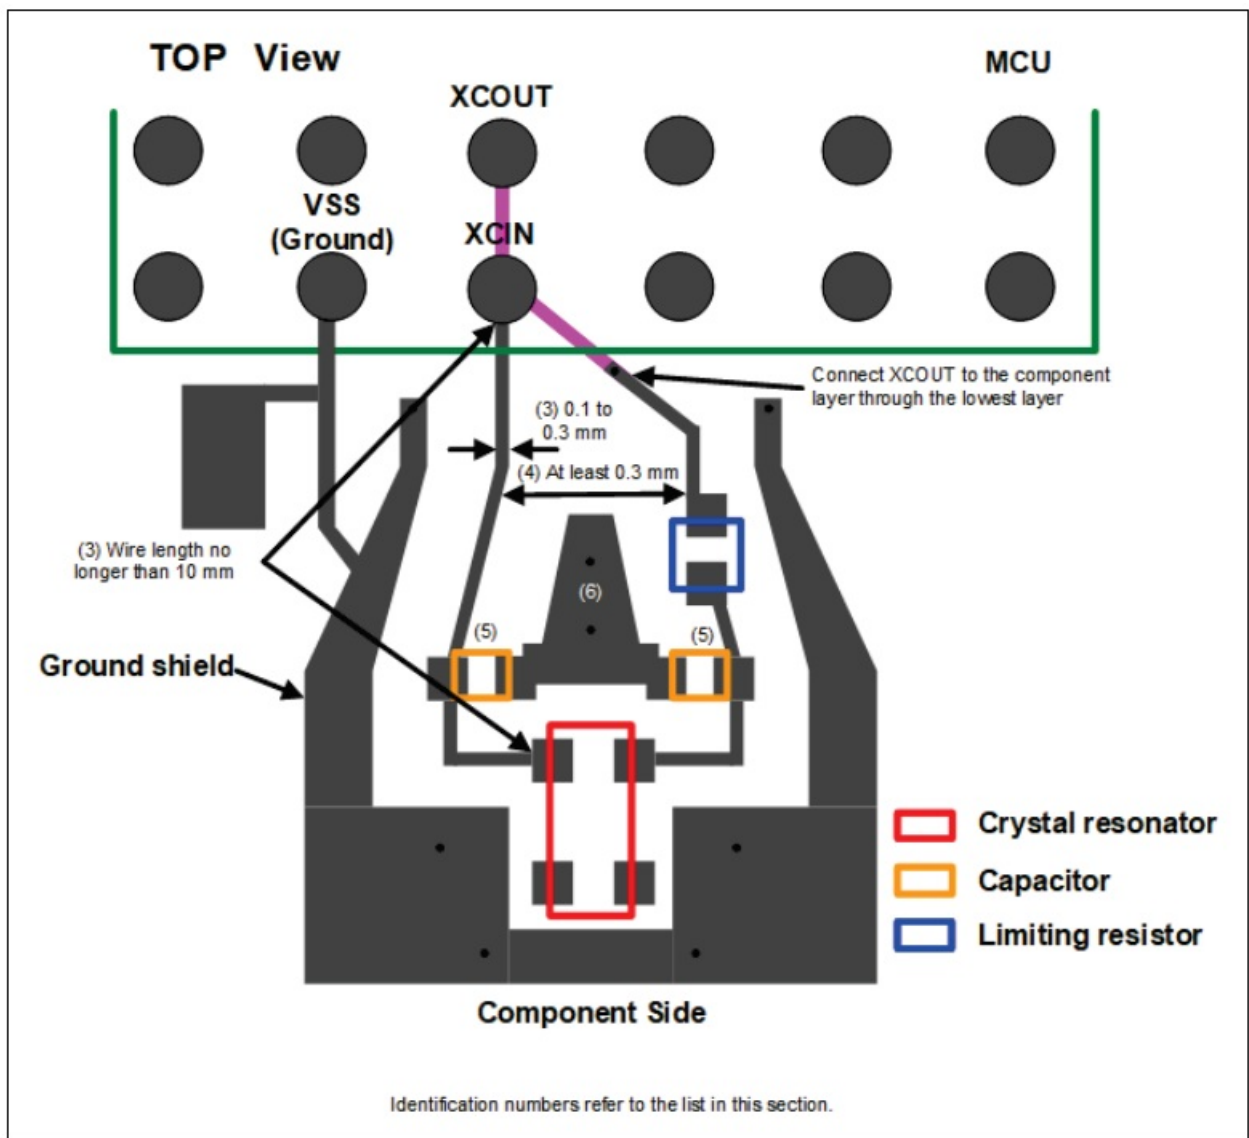 TOP View
MCU
XCOUT
VSS
(Ground)
XCIN
Connect XCOUT to the component
layer through the lowest layer
(3) 0.1 to
0.3 mm
(4) At least 0.3 mm
(3) Wire length no
longer than 10 mm
(6)
(5)
(5)
Ground shield
Crystal resonator
Capacitor
Limiting resistor
Component Side
Identification numbers refer to the list in this section.